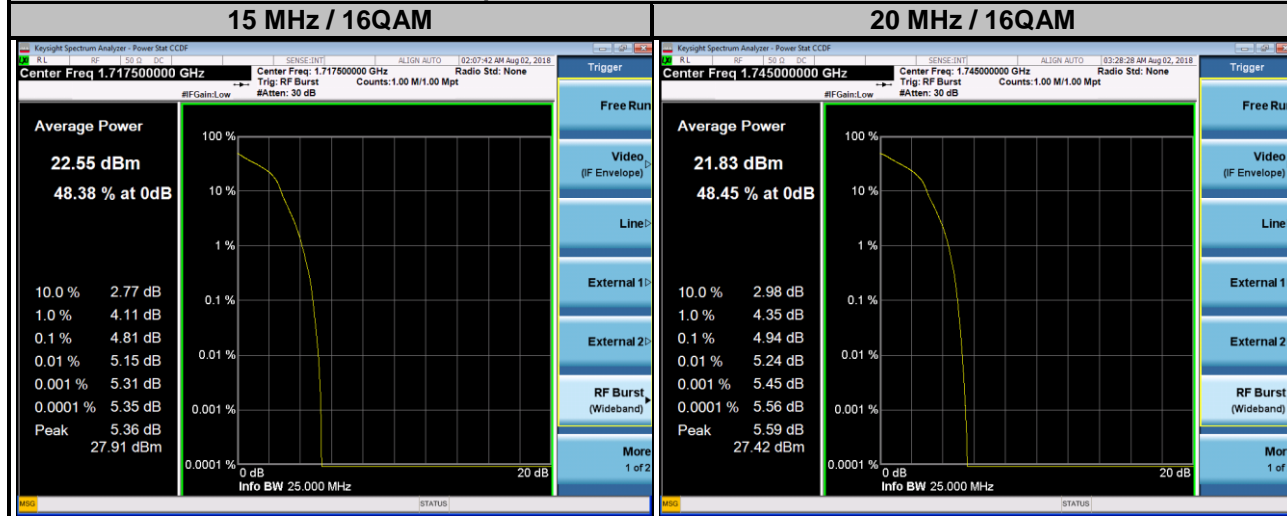 15 MHz / 16QAM
Keysight Spectrum Analyzer - Power Stat CCDF
RL RF 50 Ω DC SENSE:INT ALIGN AUTO 02:07:42 AM Aug 02, 2018
Center Freq 1.717500000 GHz
Center Freq: 1.717500000 GHz Radio Std: None
Trig: RF Burst Counts:1.00 M/1.00 Mpt
#IFGain:Low #Atten: 30 dB
Average Power
22.55 dBm
48.38 % at 0dB
10.0 % 2.77 dB
1.0 % 4.11 dB
0.1 % 4.81 dB
0.01 % 5.15 dB
0.001 % 5.31 dB
0.0001 % 5.35 dB
Peak 5.36 dB
27.91 dBm
100 %
10 %
1 %
0.1 %
0.01 %
0.001 %
0.0001 %
0 dB 20 dB
Info BW 25.000 MHz
Trigger
Free Run
Video
(IF Envelope)
Line
External 1
External 2
RF Burst
(Wideband)
More
1 of 2
MSG STATUS
20 MHz / 16QAM
Keysight Spectrum Analyzer - Power Stat CCDF
RL RF 50 Ω DC SENSE:INT ALIGN AUTO 03:28:28 AM Aug 02, 2018
Center Freq 1.745000000 GHz
Center Freq: 1.745000000 GHz Radio Std: None
Trig: RF Burst Counts:1.00 M/1.00 Mpt
#IFGain:Low #Atten: 30 dB
Average Power
21.83 dBm
48.45 % at 0dB
10.0 % 2.98 dB
1.0 % 4.35 dB
0.1 % 4.94 dB
0.01 % 5.24 dB
0.001 % 5.45 dB
0.0001 % 5.56 dB
Peak 5.59 dB
27.42 dBm
100 %
10 %
1 %
0.1 %
0.01 %
0.001 %
0.0001 %
0 dB 20 dB
Info BW 25.000 MHz
Trigger
Free Ru
Video
(IF Envelope)
Line
External 1
External 2
RF Burst
(Wideband)
Mor
1 of
MSG STATUS